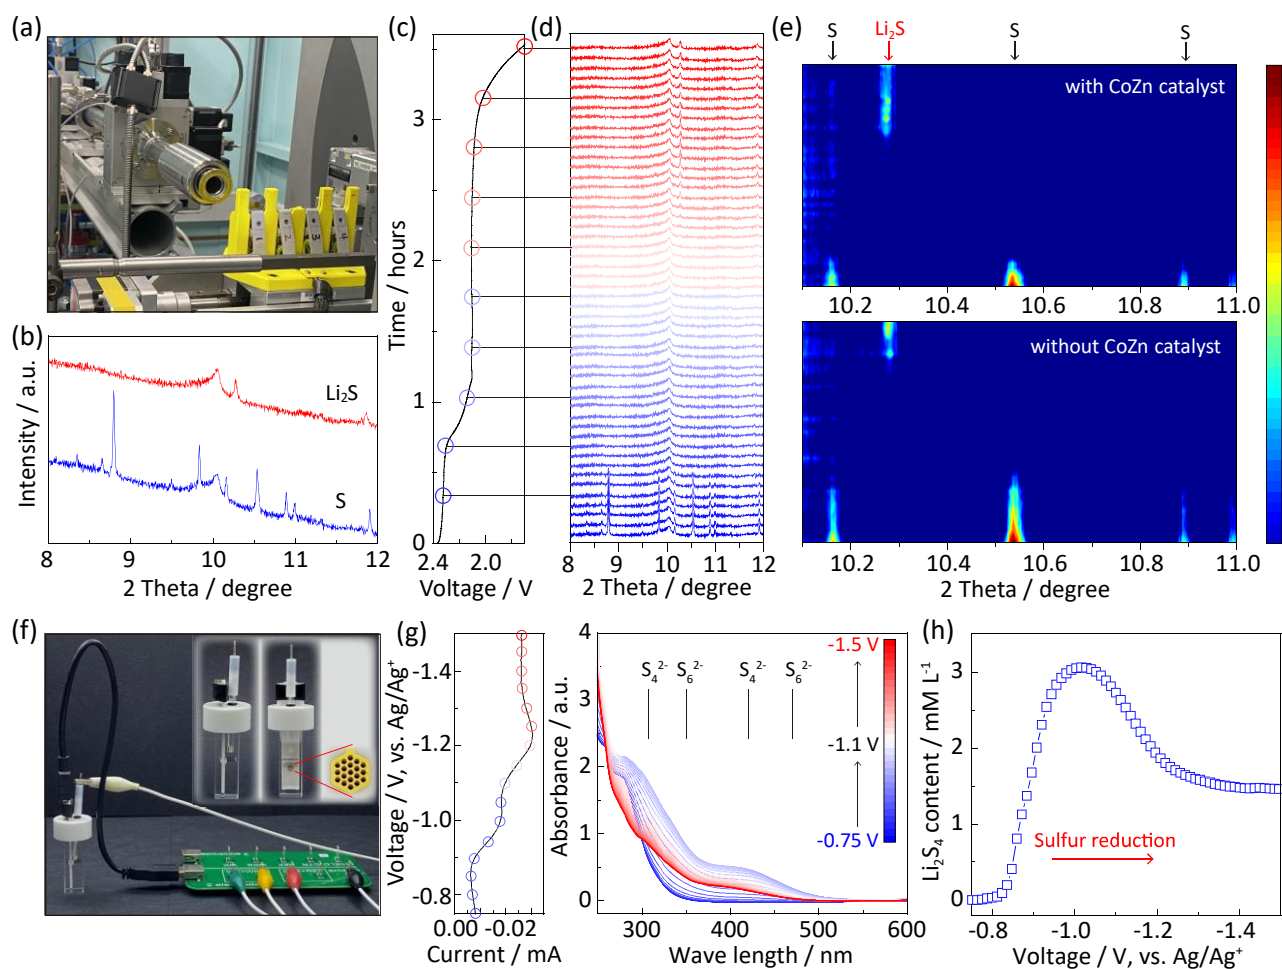 (a)
(b)
Intensity / a.u.
Li₂S
S
8
9
10
11
12
2 Theta / degree
(c)
Time / hours
3
2
1
0
2.4
2.0
Voltage / V
(d)
8
9
10
11
12
2 Theta / degree
(e)
S
Li₂S
S
S
with CoZn catalyst
10.2
10.4
10.6
10.8
11.0
without CoZn catalyst
10.2
10.4
10.6
10.8
11.0
2 Theta / degree
(f)
(g)
Voltage / V, vs. Ag/Ag⁺
-1.4
-1.2
-1.0
-0.8
0.00
-0.02
Current / mA
Absorbance / a.u.
4
3
2
1
0
S₄²⁻
S₆²⁻
S₄²⁻
S₆²⁻
-1.5 V
-1.1 V
-0.75 V
300
400
500
600
Wave length / nm
(h)
Li₂S₄ content / mM L⁻¹
3
2
1
0
Sulfur reduction
-0.8
-1.0
-1.2
-1.4
Voltage / V, vs. Ag/Ag⁺